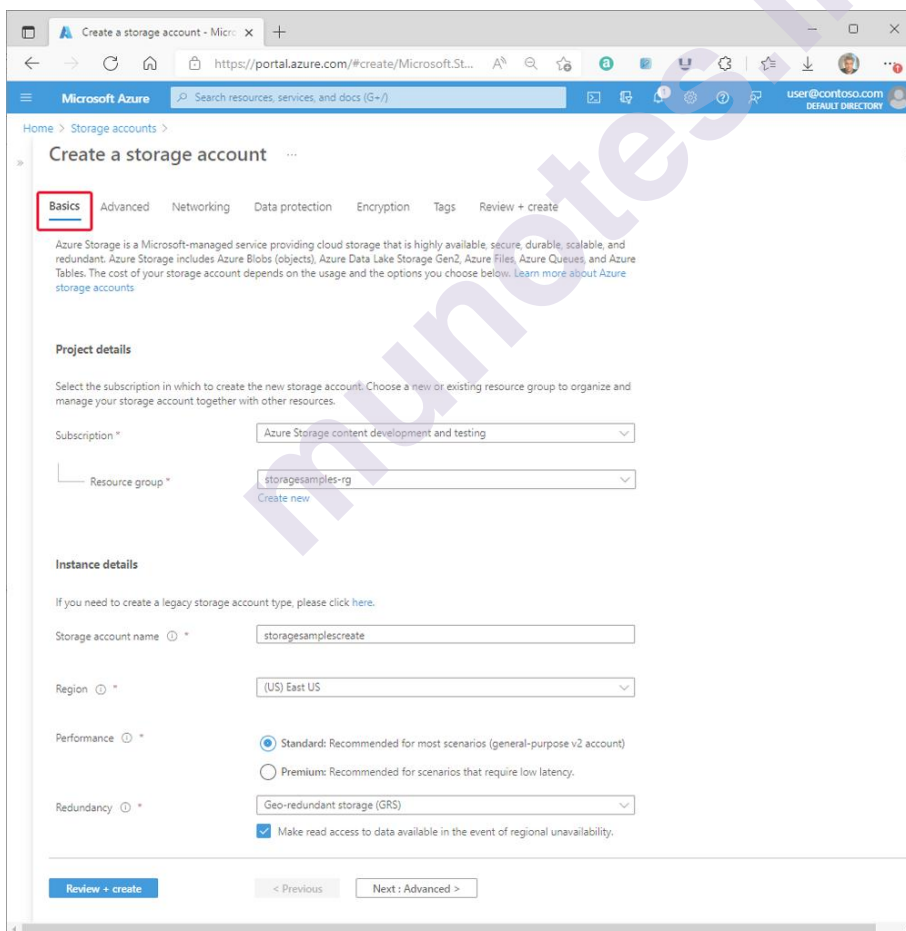 Create a storage account - Micr
https://portal.azure.com/#create/Microsoft.St...
Microsoft Azure
Search resources, services, and docs (G+/)
1
user@contoso.com
DEFAULT DIRECTORY
Home > Storage accounts >
Create a storage account ...
Basics Advanced Networking Data protection Encryption Tags Review + create
Azure Storage is a Microsoft-managed service providing cloud storage that is highly available, secure, durable, scalable, and
redundant. Azure Storage includes Azure Blobs (objects), Azure Data Lake Storage Gen2, Azure Files, Azure Queues, and Azure
Tables. The cost of your storage account depends on the usage and the options you choose below. Learn more about Azure
storage accounts
Project details
Select the subscription in which to create the new storage account. Choose a new or existing resource group to organize and
manage your storage account together with other resources.
Subscription *
Azure Storage content development and testing
Resource group *
storagesamples-rg
Create new
Instance details
If you need to create a legacy storage account type, please click here.
Storage account name *
storagesamplescreate
Region *
(US) East US
Performance *
Standard: Recommended for most scenarios (general-purpose v2 account)
Premium: Recommended for scenarios that require low latency.
Redundancy *
Geo-redundant storage (GRS)
Make read access to data available in the event of regional unavailability.
Review + create
< Previous
Next : Advanced >
munotes.i